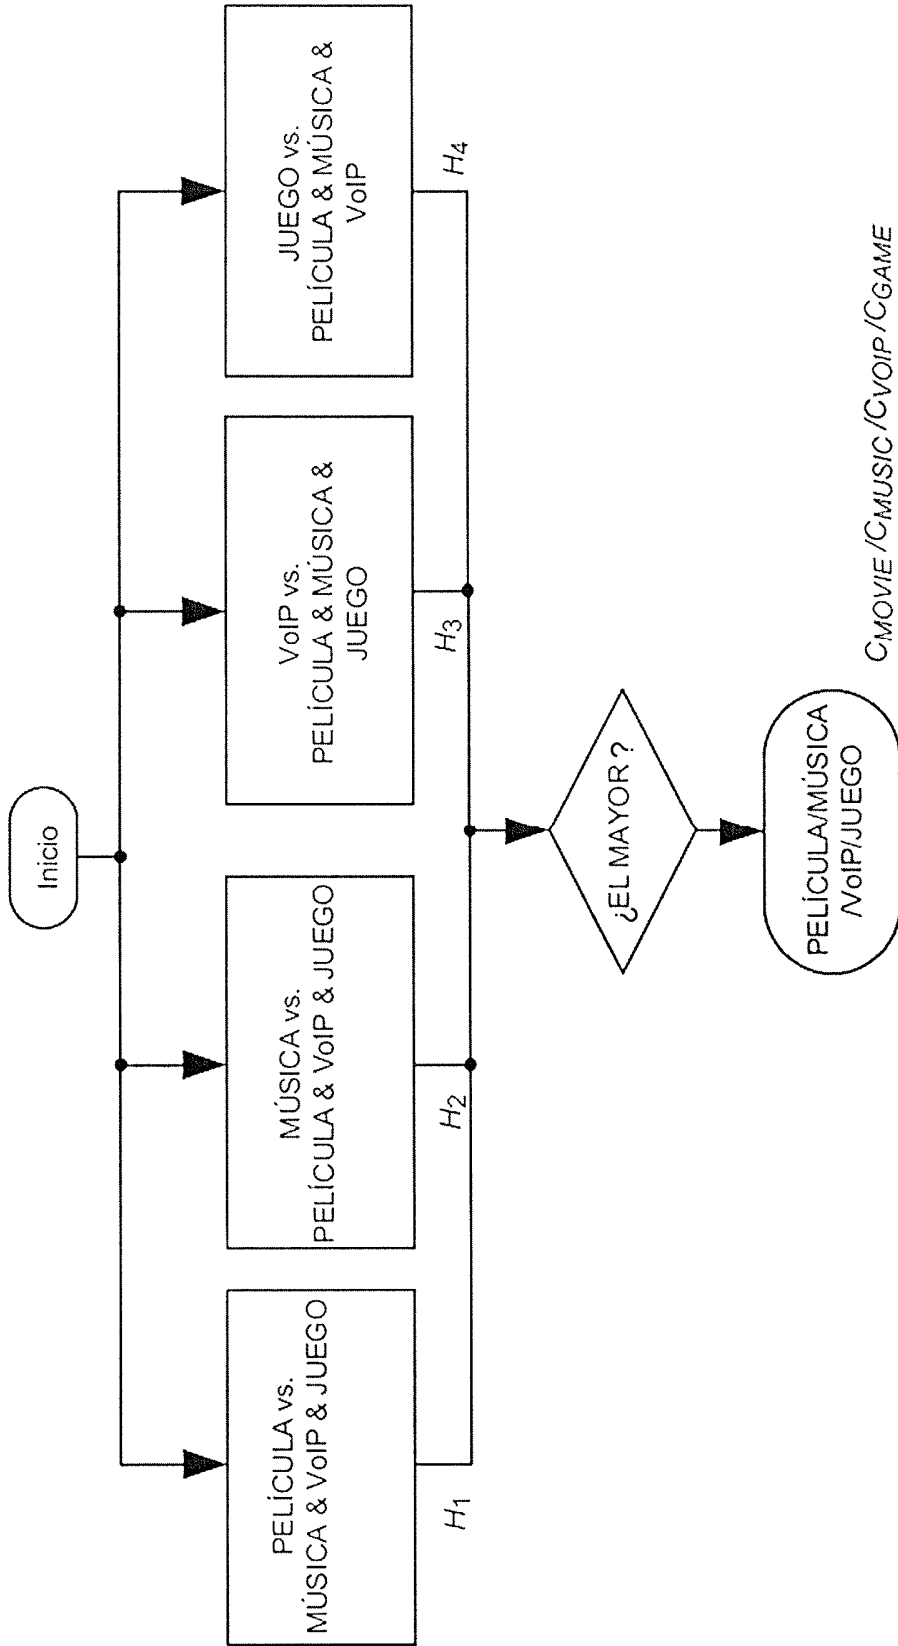 Inicio
PELÍCULA vs.
MÚSICA & VoIP & JUEGO
MÚSICA vs.
PELÍCULA & VoIP & JUEGO
VoIP vs.
PELÍCULA & MÚSICA &
JUEGO
JUEGO vs.
PELÍCULA & MÚSICA &
VoIP
H1
H2
H3
H4
¿EL MAYOR?
PELÍCULA/MÚSICA
/VoIP/JUEGO
CMOVIE/CMUSIC/CVOIP/CGAME